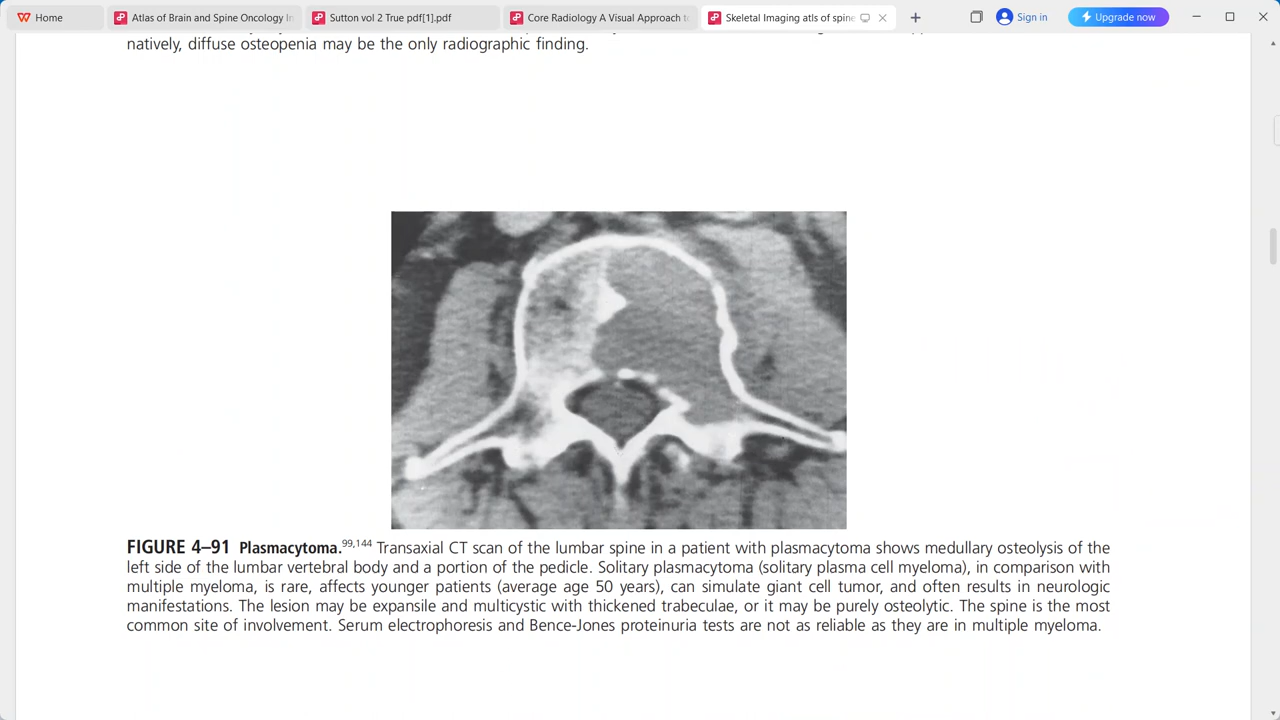 Home
Atlas of Brain and Spine Oncology I
Sutton vol 2 True pdf[1].pdf
Core Radiology A Visual Approach to
Skeletal Imaging atls of spine
Sign in
Upgrade now
natively, diffuse osteopenia may be the only radiographic finding.
FIGURE 4–91 Plasmacytoma.99,144 Transaxial CT scan of the lumbar spine in a patient with plasmacytoma shows medullary osteolysis of the
left side of the lumbar vertebral body and a portion of the pedicle. Solitary plasmacytoma (solitary plasma cell myeloma), in comparison with
multiple myeloma, is rare, affects younger patients (average age 50 years), can simulate giant cell tumor, and often results in neurologic
manifestations. The lesion may be expansile and multicystic with thickened trabeculae, or it may be purely osteolytic. The spine is the most
common site of involvement. Serum electrophoresis and Bence-Jones proteinuria tests are not as reliable as they are in multiple myeloma.